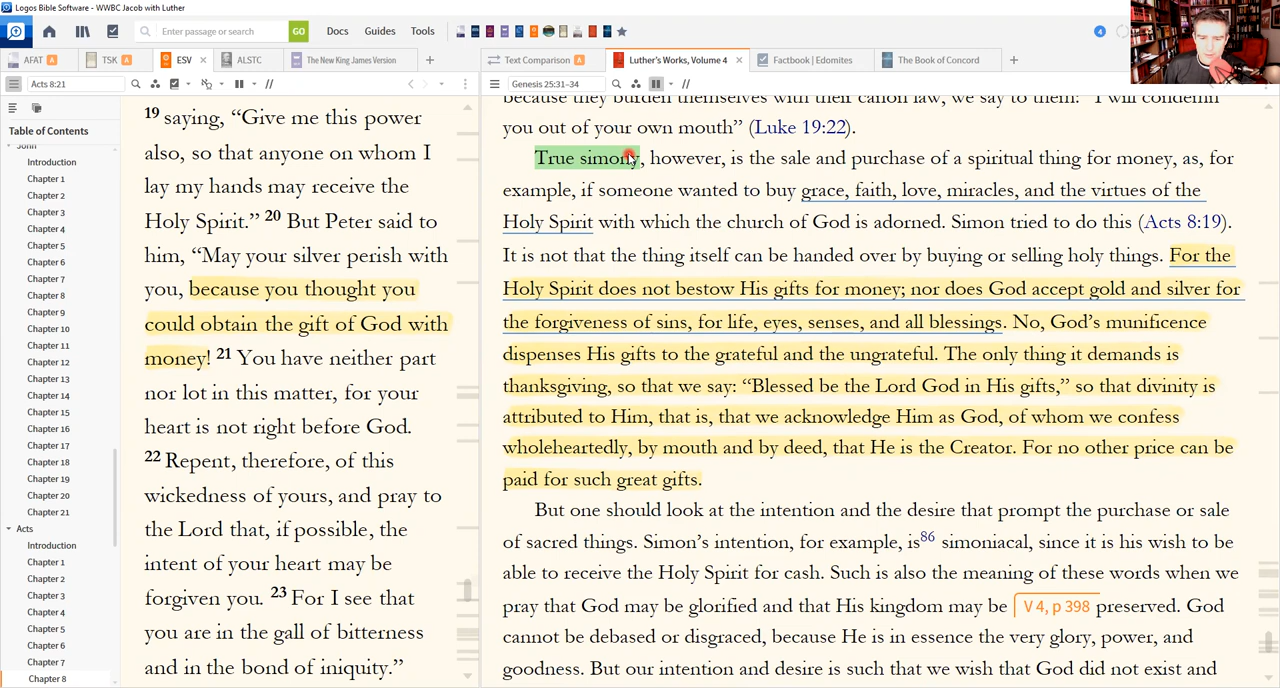 Logos Bible Software - WWBC Jacob with Luther
Enter passage or search GO Docs Guides Tools
4
AFAT A TSK A ESV ALSTC The New King James Version
Text Comparison A Luther's Works, Volume 4 Factbook | Edomites The Book of Concord
Acts 8:21
Genesis 25:31–34
Table of Contents
John
Introduction
Chapter 1
Chapter 2
Chapter 3
Chapter 4
Chapter 5
Chapter 6
Chapter 7
Chapter 8
Chapter 9
Chapter 10
Chapter 11
Chapter 12
Chapter 13
Chapter 14
Chapter 15
Chapter 16
Chapter 17
Chapter 18
Chapter 19
Chapter 20
Chapter 21
Acts
Introduction
Chapter 1
Chapter 2
Chapter 3
Chapter 4
Chapter 5
Chapter 6
Chapter 7
Chapter 8
19 saying, “Give me this power
also, so that anyone on whom I
lay my hands may receive the
Holy Spirit.” 20 But Peter said to
him, “May your silver perish with
you, because you thought you
could obtain the gift of God with
money! 21 You have neither part
nor lot in this matter, for your
heart is not right before God.
22 Repent, therefore, of this
wickedness of yours, and pray to
the Lord that, if possible, the
intent of your heart may be
forgiven you. 23 For I see that
you are in the gall of bitterness
and in the bond of iniquity.”
because they burden themselves with their canon law, we say to them: “I will condemn
you out of your own mouth” (Luke 19:22).
True simony, however, is the sale and purchase of a spiritual thing for money, as, for
example, if someone wanted to buy grace, faith, love, miracles, and the virtues of the
Holy Spirit with which the church of God is adorned. Simon tried to do this (Acts 8:19).
It is not that the thing itself can be handed over by buying or selling holy things. For the
Holy Spirit does not bestow His gifts for money; nor does God accept gold and silver for
the forgiveness of sins, for life, eyes, senses, and all blessings. No, God’s munificence
dispenses His gifts to the grateful and the ungrateful. The only thing it demands is
thanksgiving, so that we say: “Blessed be the Lord God in His gifts,” so that divinity is
attributed to Him, that is, that we acknowledge Him as God, of whom we confess
wholeheartedly, by mouth and by deed, that He is the Creator. For no other price can be
paid for such great gifts.
But one should look at the intention and the desire that prompt the purchase or sale
of sacred things. Simon’s intention, for example, is86 simoniacal, since it is his wish to be
able to receive the Holy Spirit for cash. Such is also the meaning of these words when we
pray that God may be glorified and that His kingdom may be V 4, p 398 preserved. God
cannot be debased or disgraced, because He is in essence the very glory, power, and
goodness. But our intention and desire is such that we wish that God did not exist and